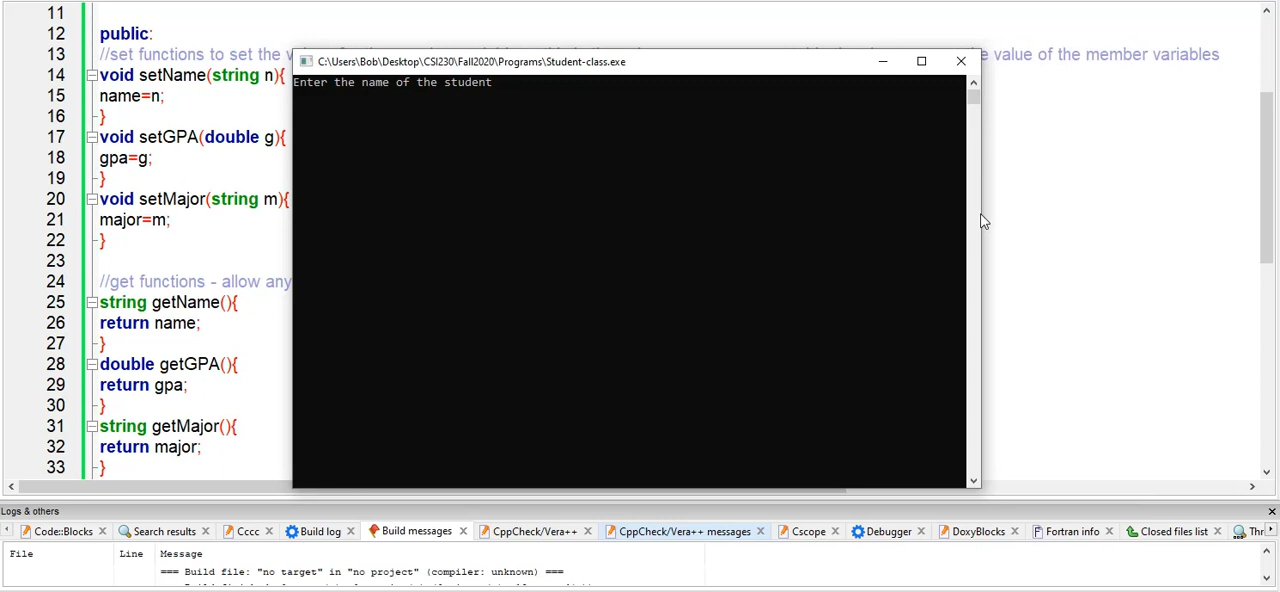 11
12 public:
13 //set functions to set the v
e value of the member variables
14 void setName(string n){
15 name=n;
16 }
17 void setGPA(double g){
18 gpa=g;
19 }
20 void setMajor(string m){
21 major=m;
22 }
23
24 //get functions - allow any
25 string getName(){
26 return name;
27 }
28 double getGPA(){
29 return gpa;
30 }
31 string getMajor(){
32 return major;
33 }
C:\Users\Bob\Desktop\CSI230\Fall2020\Programs\Student-class.exe
Enter the name of the student
Logs & others
Code::Blocks Search results Cccc Build log Build messages CppCheck/Vera++ CppCheck/Vera++ messages Cscope Debugger DoxyBlocks Fortran info Closed files list Thr
File Line Message
=== Build file: "no target" in "no project" (compiler: unknown) ===